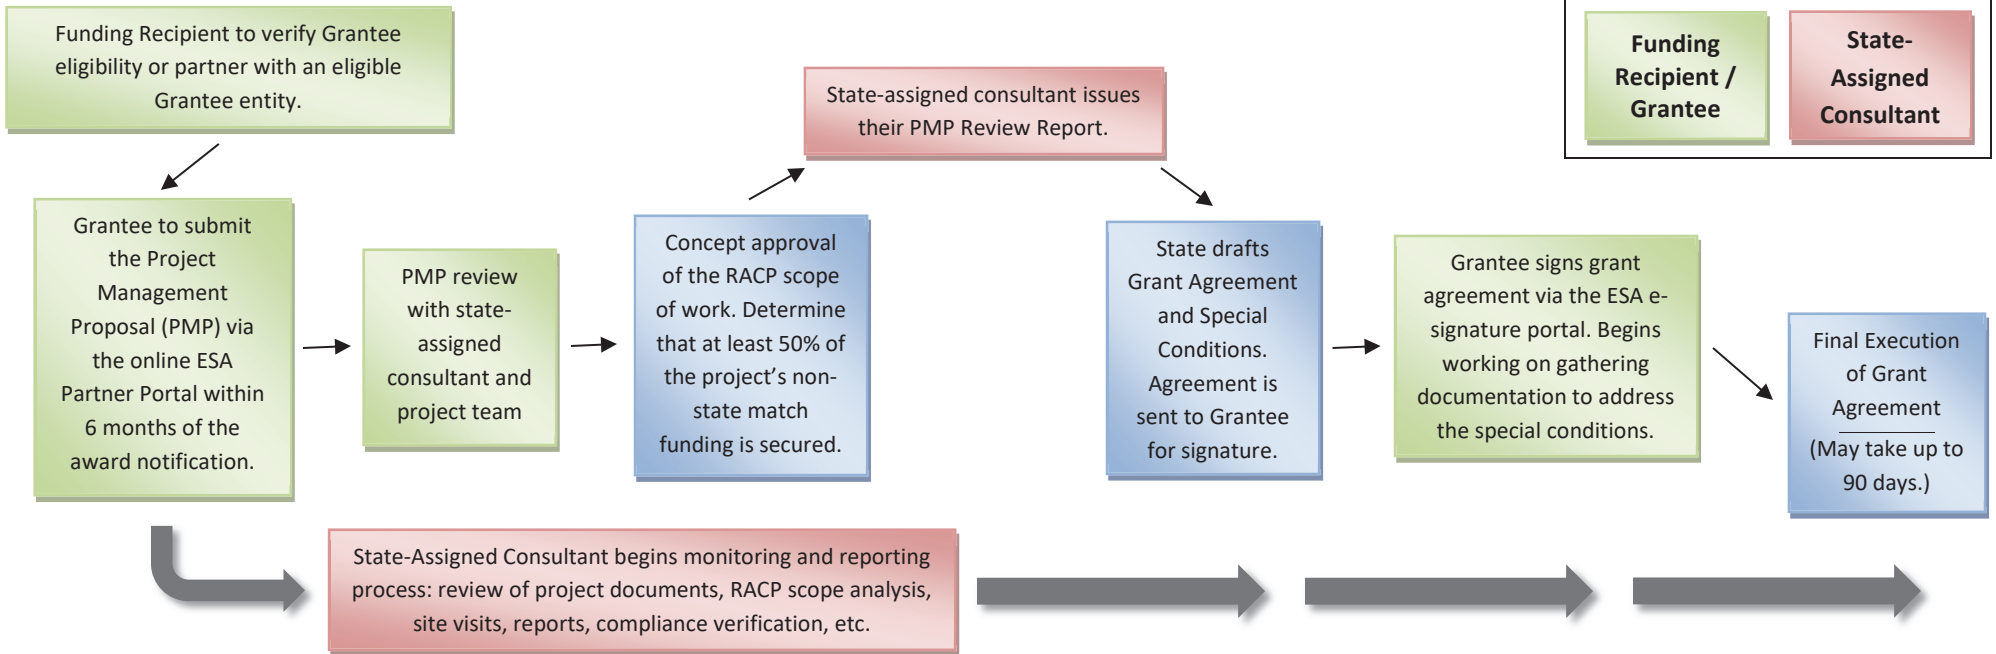 Funding Recipient to verify Grantee
eligibility or partner with an eligible
Grantee entity.
Funding
Recipient /
Grantee
State-
Assigned
Consultant
State-assigned consultant issues
their PMP Review Report.
Grantee to submit
the Project
Management
Proposal (PMP) via
the online ESA
Partner Portal within
6 months of the
award notification.
PMP review
with state-
assigned
consultant and
project team
Concept approval
of the RACP scope
of work. Determine
that at least 50% of
the project’s non-
state match
funding is secured.
State drafts
Grant Agreement
and Special
Conditions.
Agreement is
sent to Grantee
for signature.
Grantee signs grant
agreement via the ESA e-
signature portal. Begins
working on gathering
documentation to address
the special conditions.
Final Execution
of Grant
Agreement
(May take up to
90 days.)
State-Assigned Consultant begins monitoring and reporting
process: review of project documents, RACP scope analysis,
site visits, reports, compliance verification, etc.